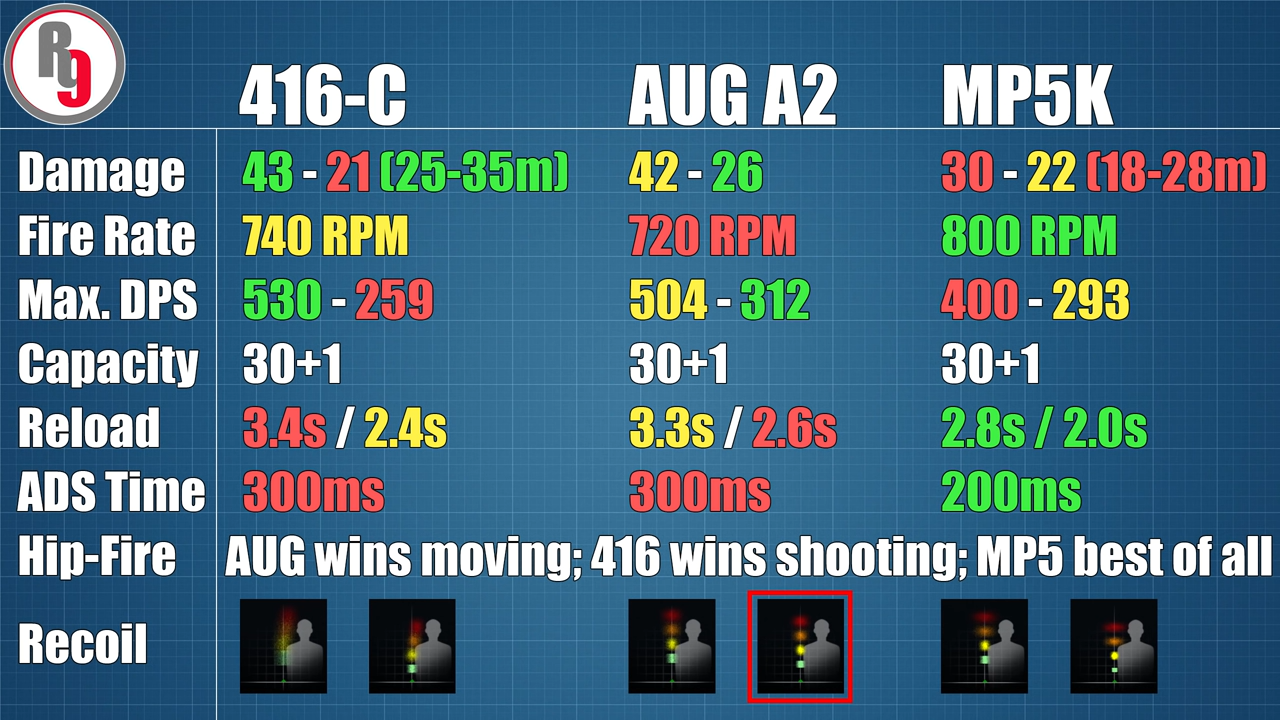 R9
416-C AUG A2 MP5K
Damage 43 - 21 (25-35m) 42 - 26 30 - 22 (18-28m)
Fire Rate 740 RPM 720 RPM 800 RPM
Max. DPS 530 - 259 504 - 312 400 - 293
Capacity 30+1 30+1 30+1
Reload 3.4s / 2.4s 3.3s / 2.6s 2.8s / 2.0s
ADS Time 300ms 300ms 200ms
Hip-Fire AUG wins moving; 416 wins shooting; MP5 best of all
Recoil